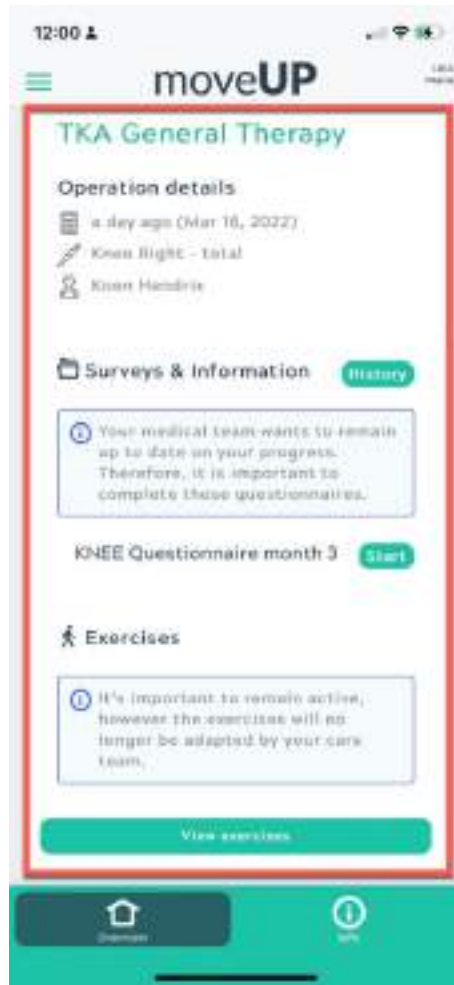 12:00
moveUP
TKA General Therapy
Operation details
a day ago (Mar 16, 2022)
Knee Right - total
Koen Hendrix
Surveys & Information
History
Your medical team wants to remain
up to date on your progress.
Therefore, it is important to
complete these questionnaires.
KNEE Questionnaire month 3
Start
Exercises
It's important to remain active,
however the exercises will no
longer be adapted by your care
team.
View exercises
Overview